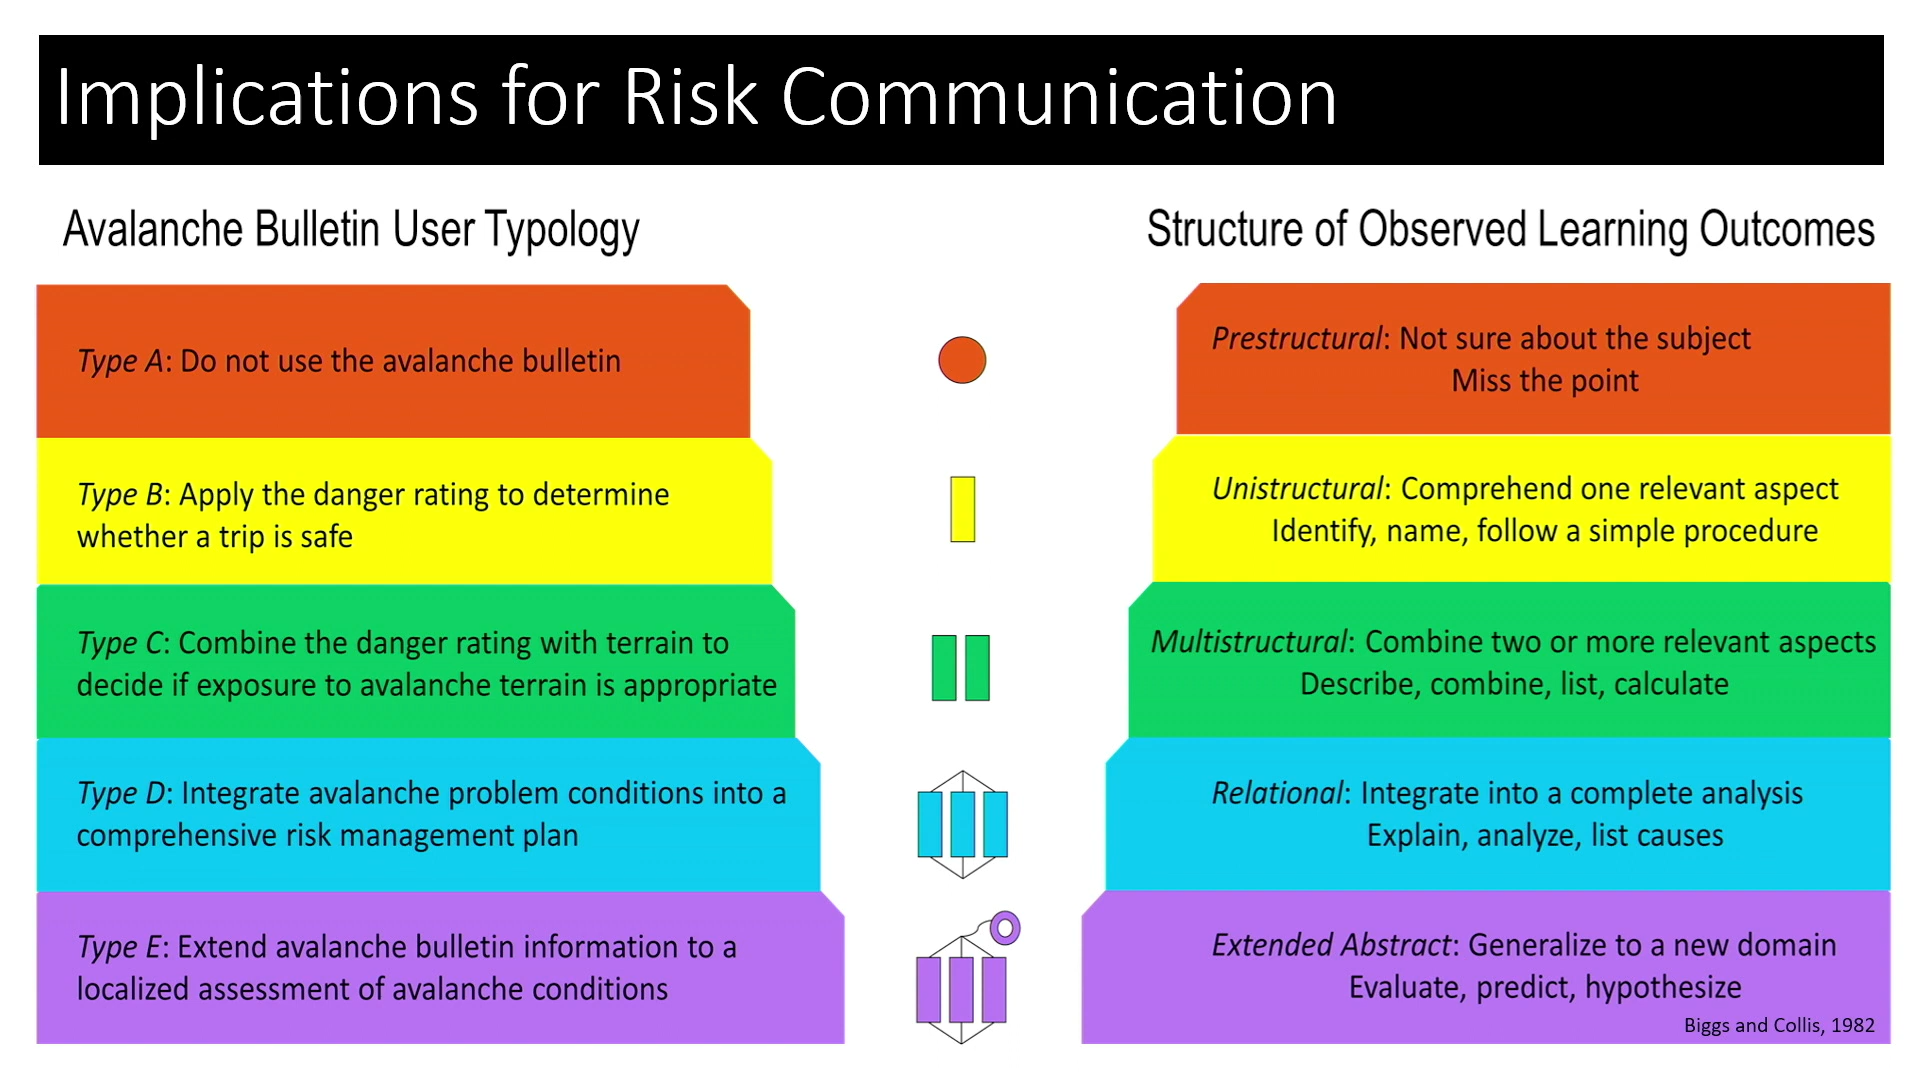 Implications for Risk Communication
Avalanche Bulletin User Typology
Type A: Do not use the avalanche bulletin
Type B: Apply the danger rating to determine
whether a trip is safe
Type C: Combine the danger rating with terrain to
decide if exposure to avalanche terrain is appropriate
Type D: Integrate avalanche problem conditions into a
comprehensive risk management plan
Type E: Extend avalanche bulletin information to a
localized assessment of avalanche conditions
Structure of Observed Learning Outcomes
Prestructural: Not sure about the subject
Miss the point
Unistructural: Comprehend one relevant aspect
Identify, name, follow a simple procedure
Multistructural: Combine two or more relevant aspects
Describe, combine, list, calculate
Relational: Integrate into a complete analysis
Explain, analyze, list causes
Extended Abstract: Generalize to a new domain
Evaluate, predict, hypothesize
Biggs and Collis, 1982